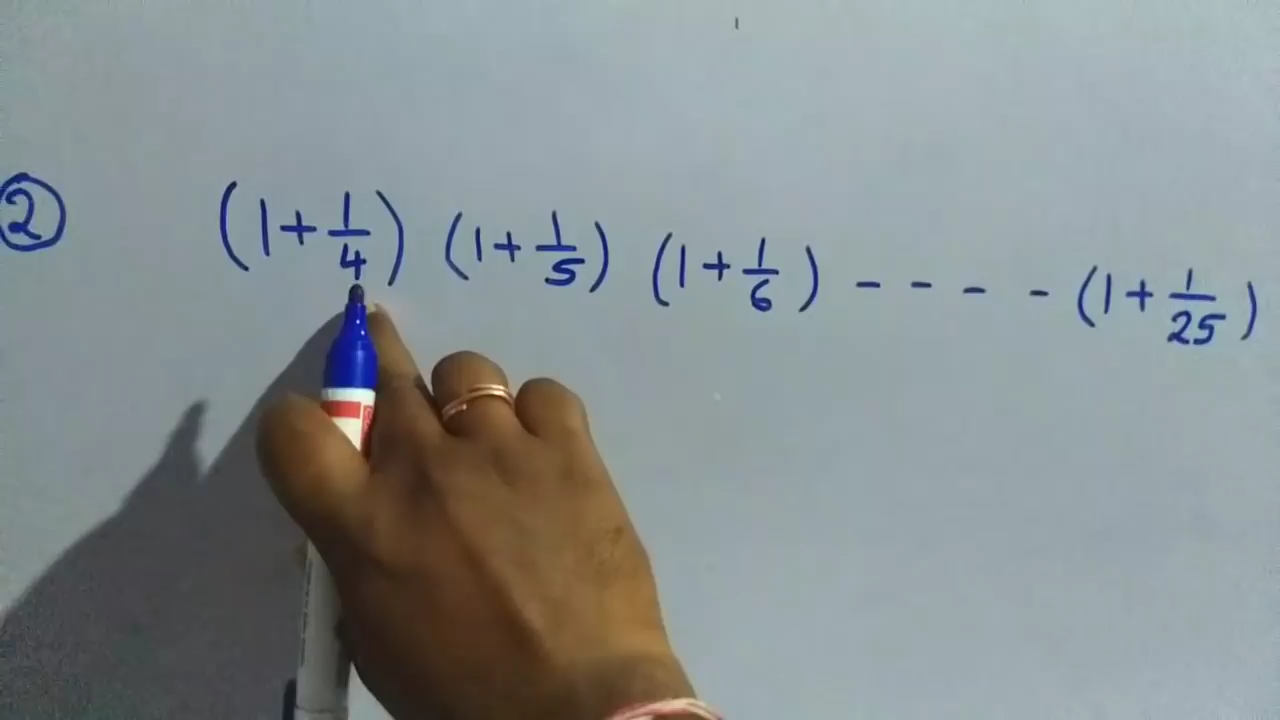 ② (1 + 1/4) (1 + 1/5) (1 + 1/6) - - - - (1 + 1/25)